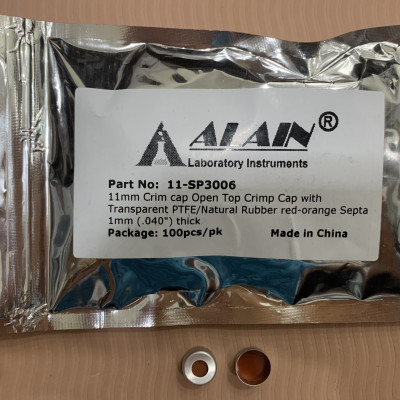 ALAIN®
Laboratory Instruments
Part No: 11-SP3006
11mm Crim cap Open Top Crimp Cap with
Transparent PTFE/Natural Rubber red-orange Septa
1mm (.040") thick
Package: 100pcs/pk Made in China